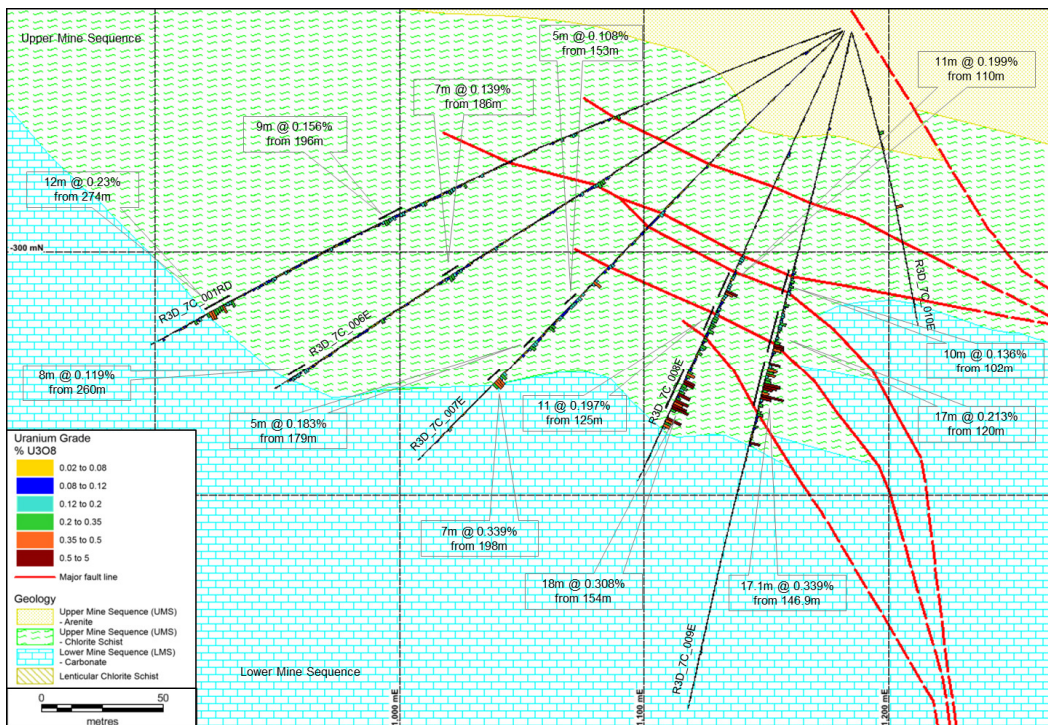 Upper Mine Sequence
5m @ 0.108%
from 153m
11m @ 0.199%
from 110m
7m @ 0.139%
from 186m
9m @ 0.156%
from 196m
12m @ 0.23%
from 274m
-300 mN
R3D_7C_001RD
R3D_7C_006E
R3D_7C_007E
R3D_7C_008E
R3D_7C_009E
R3D_7C_010E
8m @ 0.119%
from 260m
5m @ 0.183%
from 179m
11 @ 0.197%
from 125m
10m @ 0.136%
from 102m
17m @ 0.213%
from 120m
7m @ 0.339%
from 198m
18m @ 0.308%
from 154m
17.1m @ 0.339%
from 146.9m
Lower Mine Sequence
1,000 mE
1,100 mE
1,200 mE
Uranium Grade
% U3O8
0.02 to 0.08
0.08 to 0.12
0.12 to 0.2
0.2 to 0.35
0.35 to 0.5
0.5 to 5
Major fault line
Geology
Upper Mine Sequence (UMS)
- Arenite
Upper Mine Sequence (UMS)
- Chlorite Schist
Lower Mine Sequence (LMS)
- Carbonate
Lenticular Chlorite Schist
0 50
metres